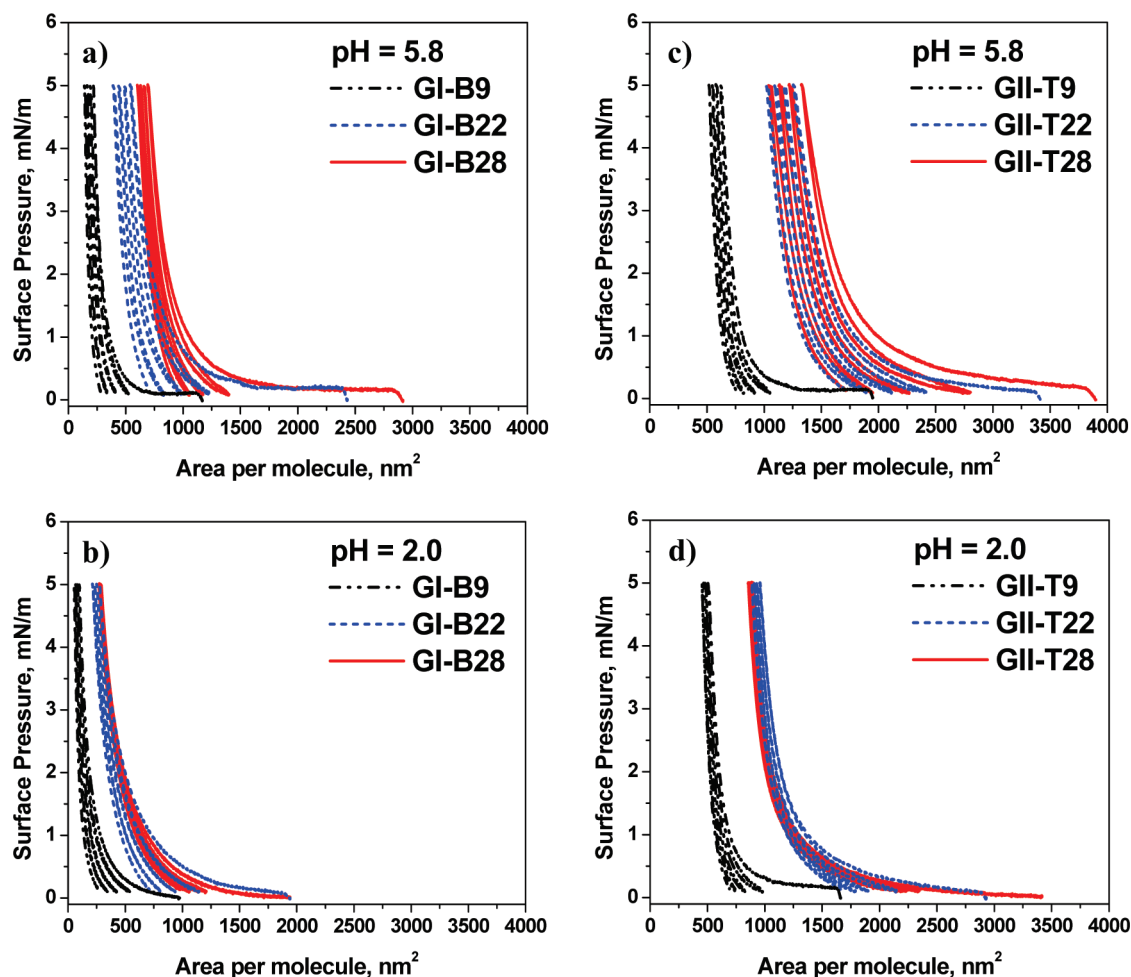 a)
pH = 5.8
GI-B9
GI-B22
GI-B28
6
5
4
3
2
1
0
Surface Pressure, mN/m
0 500 1000 1500 2000 2500 3000 3500 4000
Area per molecule, nm²
c)
pH = 5.8
GII-T9
GII-T22
GII-T28
6
5
4
3
2
1
0
Surface Pressure, mN/m
0 500 1000 1500 2000 2500 3000 3500 4000
Area per molecule, nm²
b)
pH = 2.0
GI-B9
GI-B22
GI-B28
6
5
4
3
2
1
0
Surface Pressure, mN/m
0 500 1000 1500 2000 2500 3000 3500 4000
Area per molecule, nm²
d)
pH = 2.0
GII-T9
GII-T22
GII-T28
6
5
4
3
2
1
0
Surface Pressure, mN/m
0 500 1000 1500 2000 2500 3000 3500 4000
Area per molecule, nm²